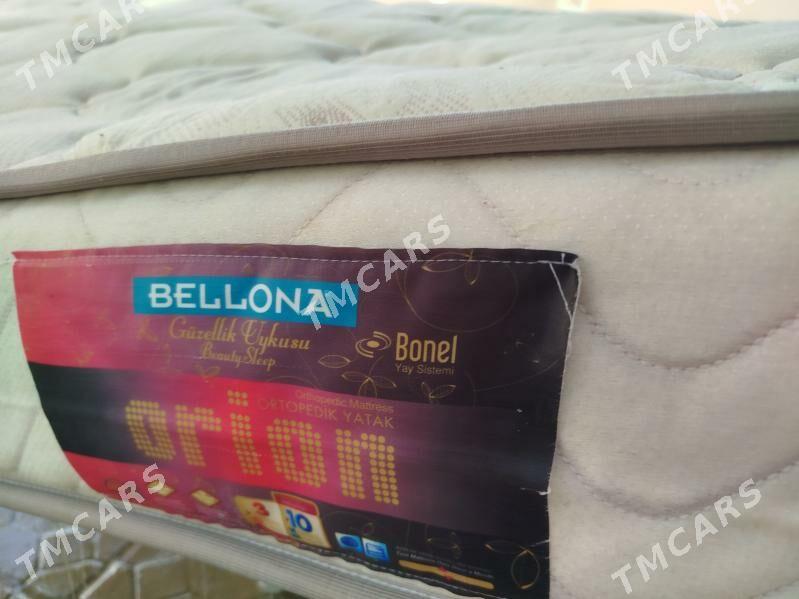 TMCARS
TMCARS
TMCARS
BELLONA
Güzellik Uykusu
Beauty Sleep
Bonel
Yay Sistemi
Orthopedic Mattress
ORTOPEDİK YATAK
orion
3
10
TMCARS
TMCARS